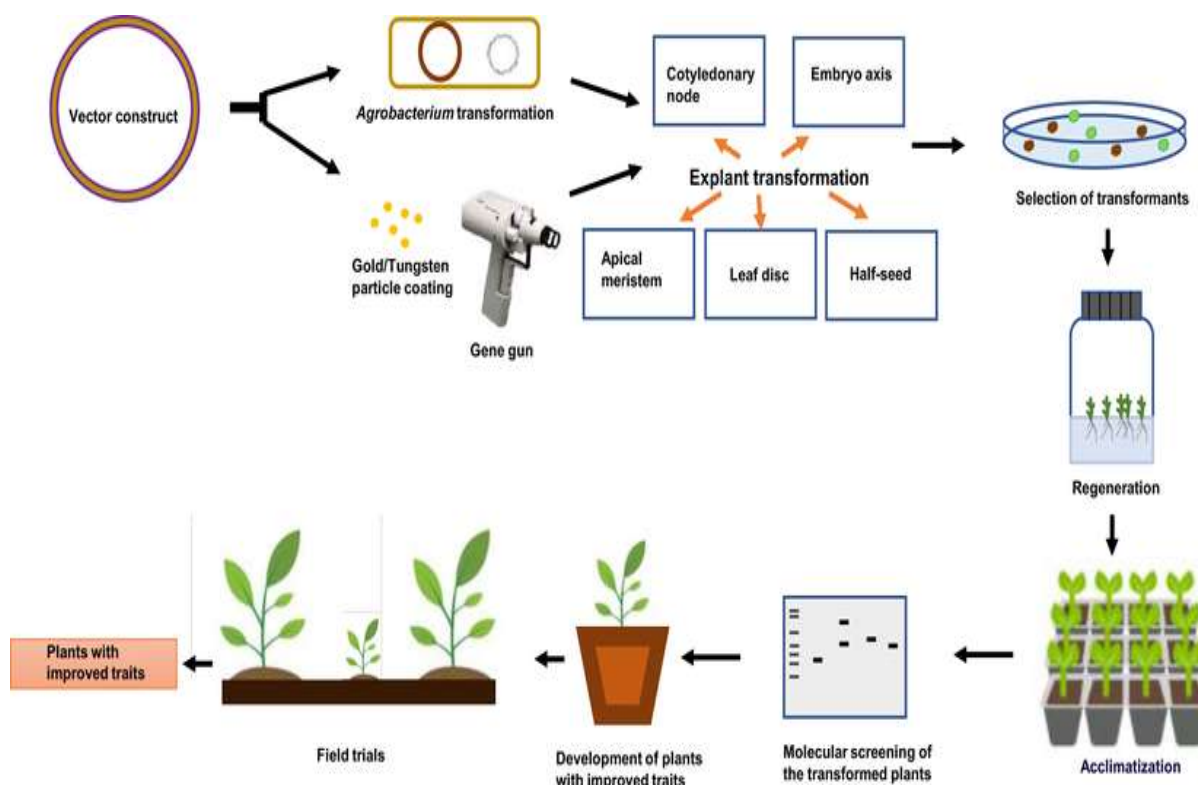 Vector construct
Agrobacterium transformation
Gold/Tungsten
particle coating
Gene gun
Cotyledonary
node
Embryo axis
Explant transformation
Apical
meristem
Leaf disc
Half-seed
Selection of transformants
Regeneration
Acclimatization
Molecular screening of
the transformed plants
Development of plants
with improved traits
Field trials
Plants with
improved traits